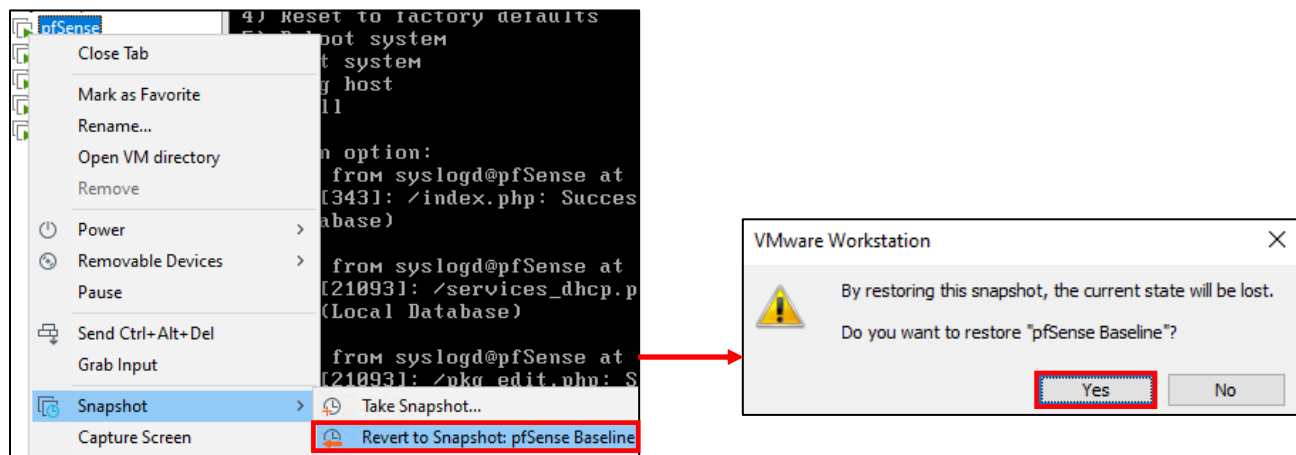 pfSense
4) Reset to factory defaults
5) Reboot system
t system
g host
ll
n option:
from syslogd@pfSense at
[343]: /index.php: Succes
abase)
from syslogd@pfSense at
[21093]: /services_dhcp.p
(Local Database)
from syslogd@pfSense at
[21093]: /pkg_edit.php: S
Close Tab
Mark as Favorite
Rename...
Open VM directory
Remove
Power
Removable Devices
Pause
Send Ctrl+Alt+Del
Grab Input
Snapshot
Capture Screen
Take Snapshot...
Revert to Snapshot: pfSense Baseline
VMware Workstation
By restoring this snapshot, the current state will be lost.
Do you want to restore "pfSense Baseline"?
Yes
No